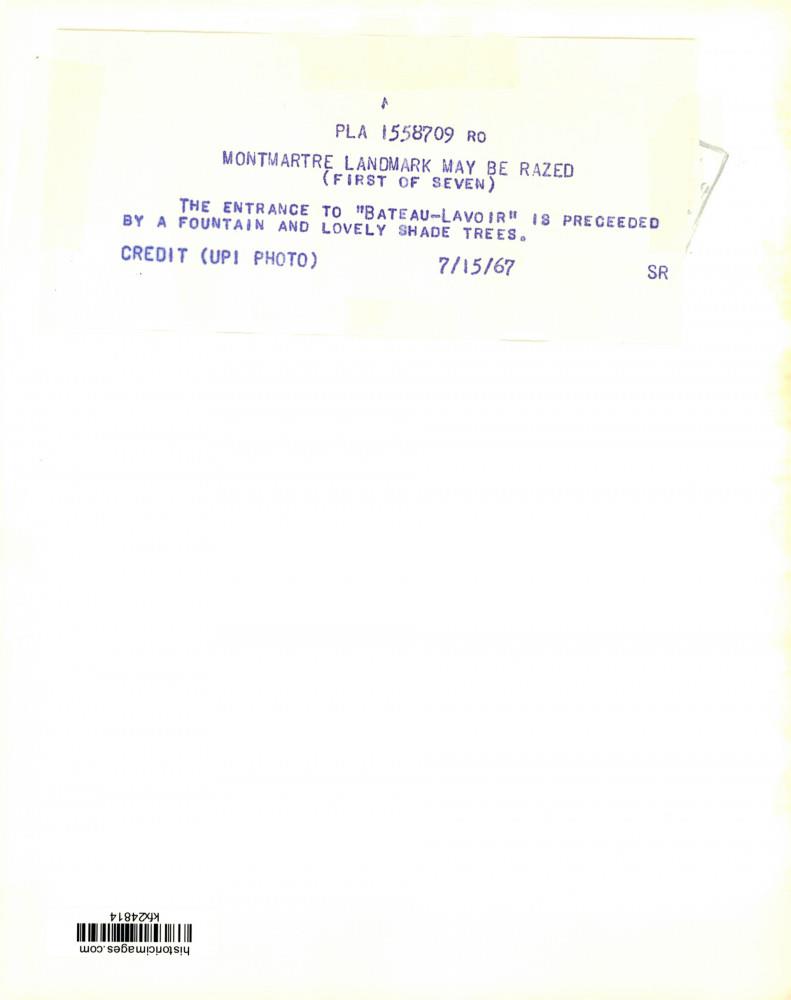 A
PLA 1558709 RO
MONTMARTRE LANDMARK MAY BE RAZED
(FIRST OF SEVEN)
THE ENTRANCE TO "BATEAU-LAVOIR" IS PRECEEDED
BY A FOUNTAIN AND LOVELY SHADE TREES.
CREDIT (UPI PHOTO) 7/15/67 SR
historicimages.com
kfx24814